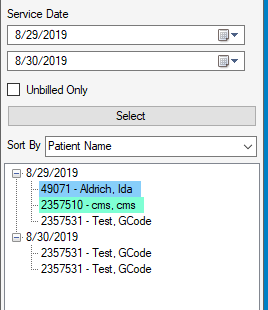 Service Date
8/29/2019
8/30/2019
Unbilled Only
Select
Sort By Patient Name
8/29/2019
49071 - Aldrich, Ida
2357510 - cms, cms
2357531 - Test, GCode
8/30/2019
2357531 - Test, GCode
2357531 - Test, GCode